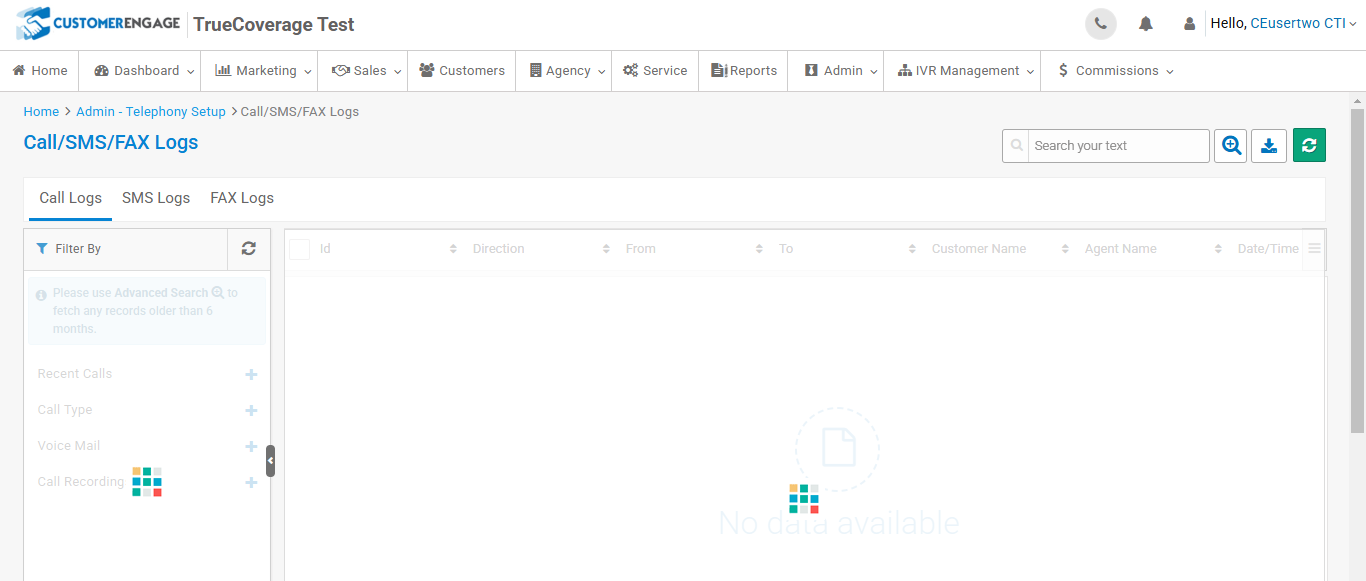 CUSTOMERENGAGE TrueCoverage Test Hello, CEusertwo CTI
Home Dashboard Marketing Sales Customers Agency Service Reports Admin IVR Management $ Commissions
Home > Admin - Telephony Setup > Call/SMS/FAX Logs
Call/SMS/FAX Logs
Search your text
Call Logs SMS Logs FAX Logs
Filter By
Id Direction From To Customer Name Agent Name Date/Time
Please use Advanced Search to
fetch any records older than 6
months.
Recent Calls
Call Type
Voice Mail
Call Recording
No data available